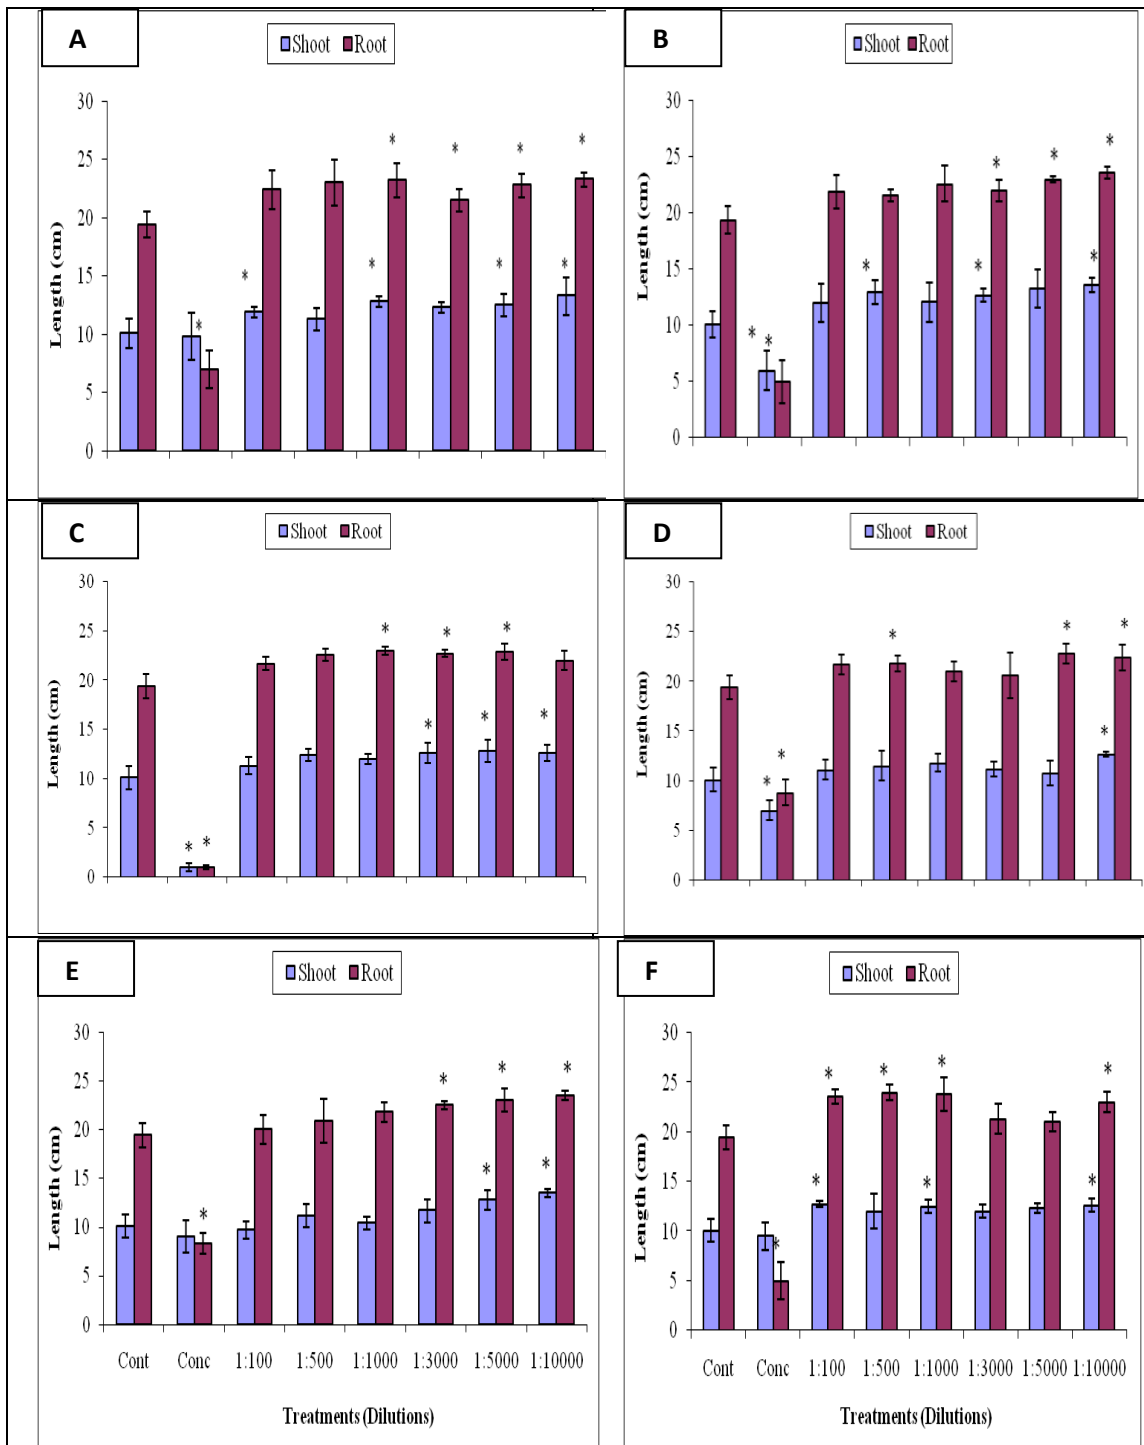 A
Shoot Root
30
25
20
15
10
5
0
Length (cm)
* * * * * * * * *
B
Shoot Root
30
25
20
15
10
5
0
Length (cm)
* * * * * * * *
C
Shoot Root
30
25
20
15
10
5
0
Length (cm)
* * * * * * * *
D
Shoot Root
30
25
20
15
10
5
0
Length (cm)
* * * * * *
E
Shoot Root
30
25
20
15
10
5
0
Length (cm)
* * * * * *
Cont Conc 1:100 1:500 1:1000 1:3000 1:5000 1:10000
Treatments (Dilutions)
F
Shoot Root
30
25
20
15
10
5
0
Length (cm)
* * * * * * * *
Cont Conc 1:100 1:500 1:1000 1:3000 1:5000 1:10000
Treatments (Dilutions)